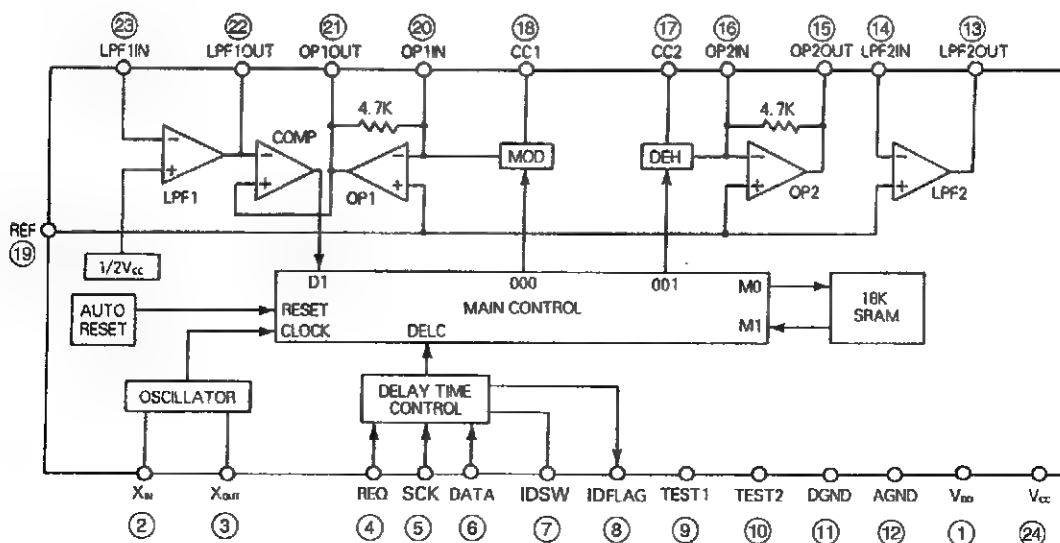 23 22 21 20 18 17 16 15 14 13
LPF1IN LPF1OUT OP1OUT OP1IN CC1 CC2 OP2IN OP2OUT LPF2IN LPF2OUT
4.7K 4.7K
COMP
MOD DEH
LPF1 OP1 OP2 LPF2
REF
19
1/2Vcc
D1 000 001 M0
AUTO RESET
RESET
MAIN CONTROL
18K SRAM
CLOCK DELC M1
OSCILLATOR
DELAY TIME
CONTROL
XIN XOUT REQ SCK DATA IDSW IDFLAG TEST1 TEST2 DGND AGND VDD VCC
2 3 4 5 6 7 8 9 10 11 12 1 24